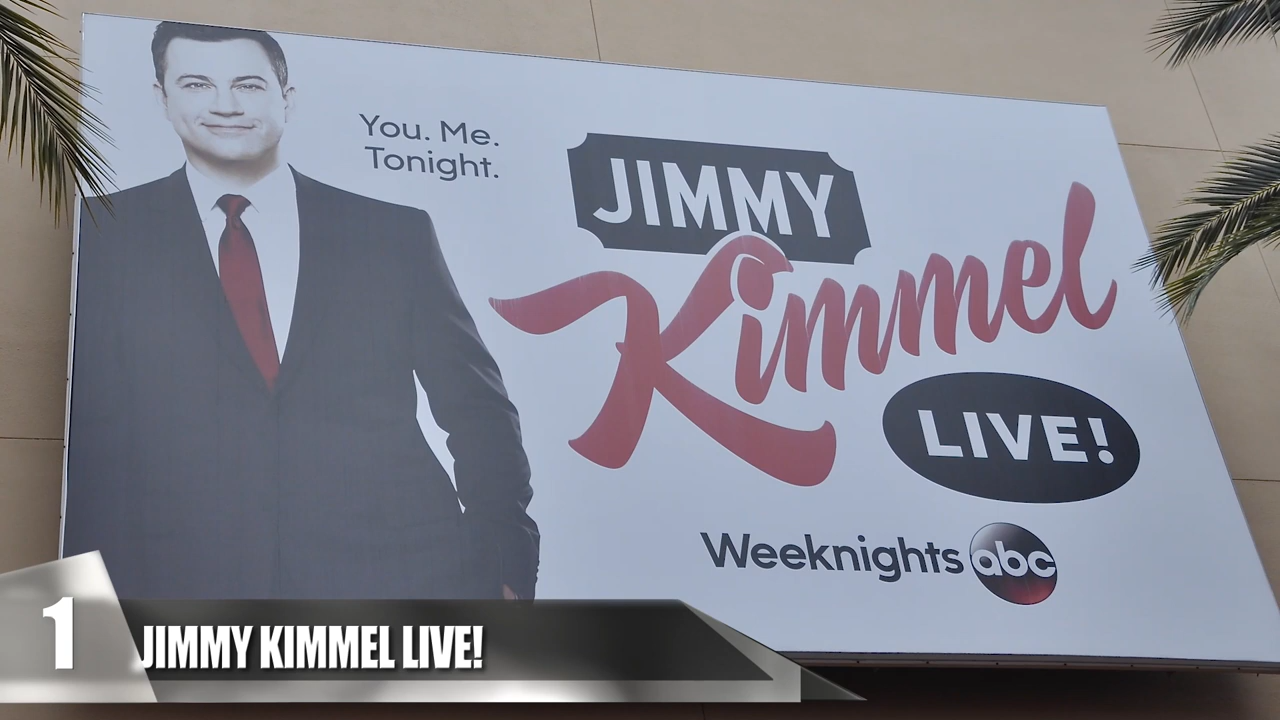 You. Me.
Tonight.
JIMMY
Kimmel
LIVE!
Weeknights abc
1
JIMMY KIMMEL LIVE!